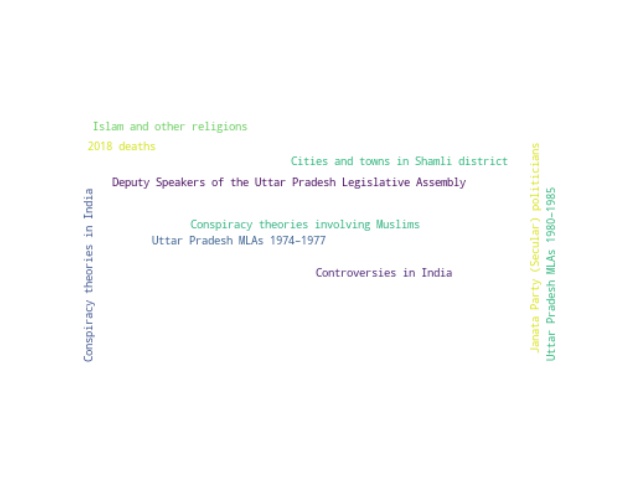 Islam and other religions
2018 deaths
Cities and towns in Shamli district
Deputy Speakers of the Uttar Pradesh Legislative Assembly
Conspiracy theories involving Muslims
Uttar Pradesh MLAs 1974–1977
Controversies in India
Conspiracy theories in India
Janata Party (Secular) politicians
Uttar Pradesh MLAs 1980–1985